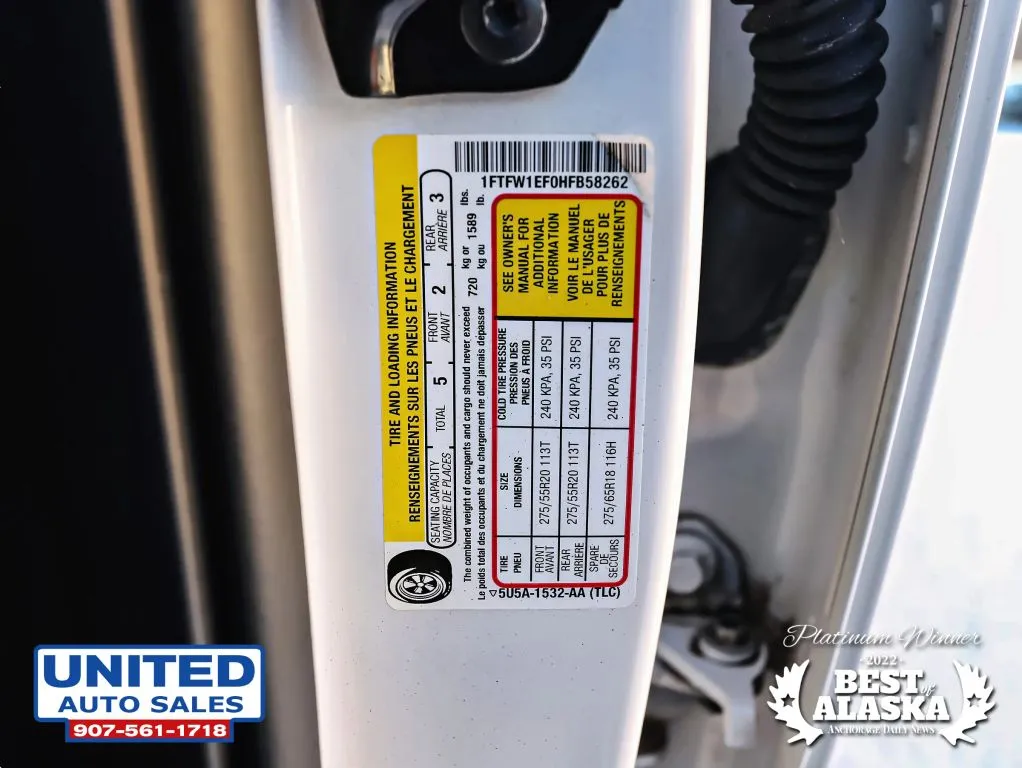 1FTFW1EF0HFB58262
TIRE AND LOADING INFORMATION
RENSEIGNEMENTS SUR LES PNEUS ET LE CHARGEMENT
SEATING CAPACITY TOTAL 5 FRONT 2 REAR 3
NOMBRE DE PLACES AVANT ARRIÈRE
The combined weight of occupants and cargo should never exceed 720 kg or 1589 lbs.
Le poids total des occupants et du chargement ne doit jamais dépasser kg ou lb.
TIRE SIZE COLD TIRE PRESSURE
PNEU DIMENSIONS PRESSION DES
PNEUS À FROID
FRONT 275/55R20 113T 240 KPA, 35 PSI
AVANT
REAR 275/55R20 113T 240 KPA, 35 PSI
ARRIÈRE
SPARE 275/65R18 116H 240 KPA, 35 PSI
DE
SECOURS
SEE OWNER'S
MANUAL FOR
ADDITIONAL
INFORMATION
VOIR LE MANUEL
DE L'USAGER
POUR PLUS DE
RENSEIGNEMENTS
5U5A-1532-AA (TLC)
UNITED
AUTO SALES
907-561-1718
Platinum Winner
-2022-
BEST of
ALASKA
ANCHORAGE DAILY NEWS